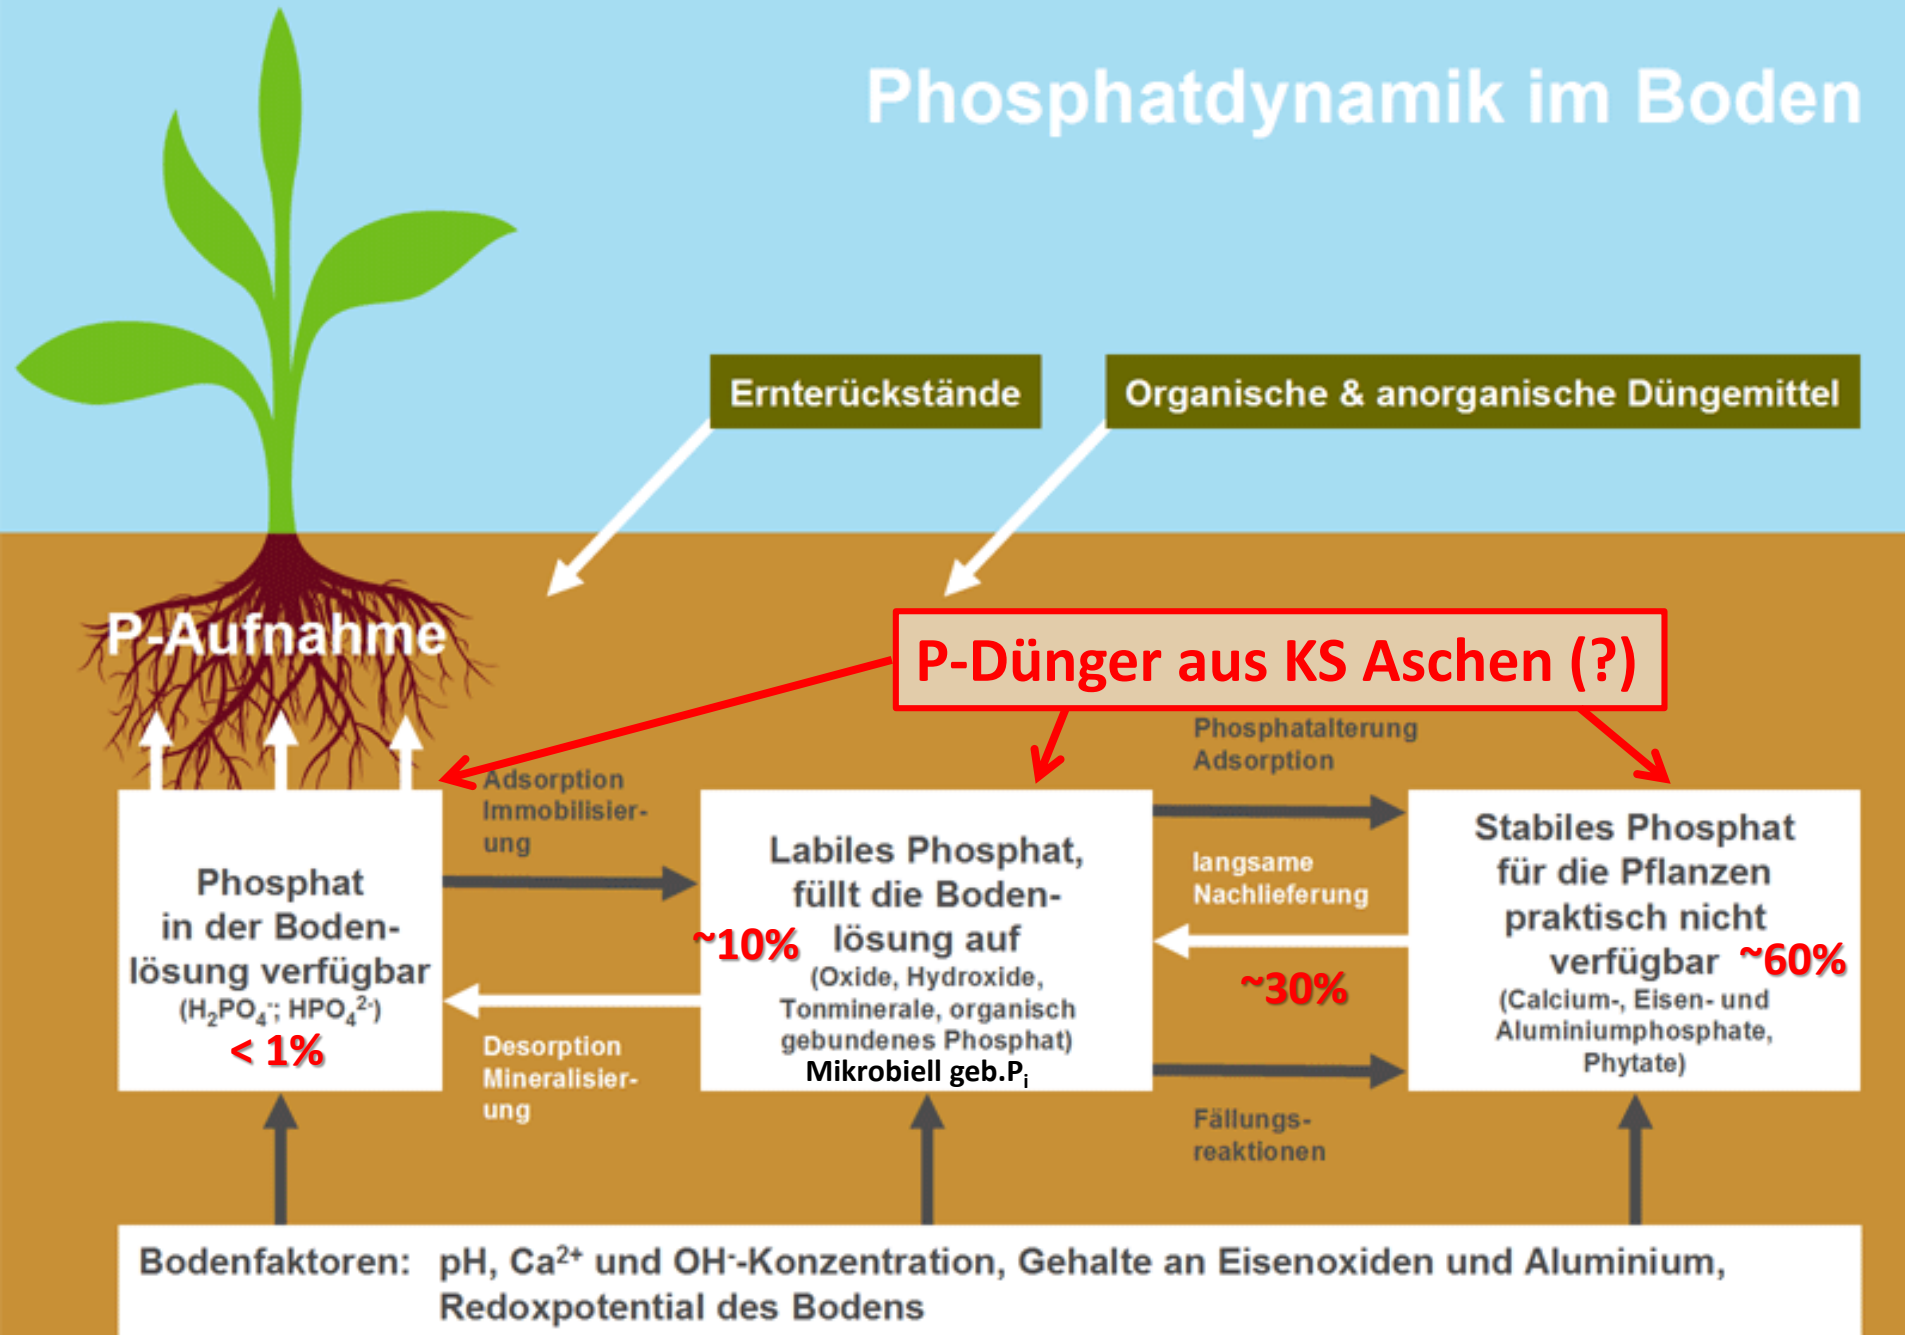 Phosphatdynamik im Boden
Ernterückstände
Organische & anorganische Düngemittel
P-Aufnahme
P-Dünger aus KS Aschen (?)
Adsorption
Immobilisier-
ung
Phosphatalterung
Adsorption
Phosphat
in der Boden-
lösung verfügbar
(H₂PO₄⁻; HPO₄²⁻)
< 1%
Desorption
Mineralisier-
ung
Labiles Phosphat,
füllt die Boden-
~10% lösung auf
(Oxide, Hydroxide,
Tonminerale, organisch
gebundenes Phosphat)
Mikrobiell geb.Pᵢ
langsame
Nachlieferung
~30%
Fällungs-
reaktionen
Stabiles Phosphat
für die Pflanzen
praktisch nicht
verfügbar ~60%
(Calcium-, Eisen- und
Aluminiumphosphate,
Phytate)
Bodenfaktoren: pH, Ca²⁺ und OH⁻-Konzentration, Gehalte an Eisenoxiden und Aluminium,
Redoxpotential des Bodens